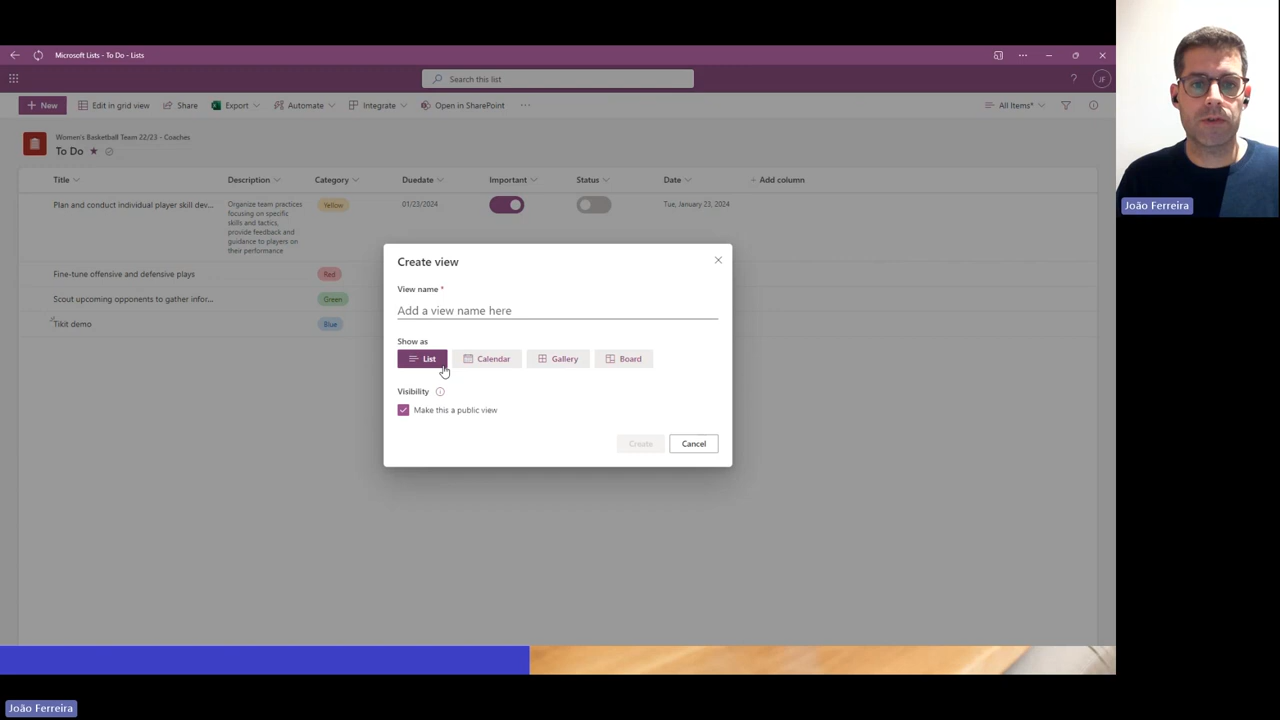 Microsoft Lists - To Do - Lists
Search this list
? JF
New Edit in grid view Share Export Automate Integrate Open in SharePoint ··· All Items*
Women's Basketball Team 22/23 - Coaches
To Do
Title Description Category Duedate Important Status Date + Add column
Plan and conduct individual player skill dev... Yellow 01/23/2024 Tue, January 23, 2024
Organize team practices
focusing on specific
skills and tactics,
provide feedback and
guidance to players on
their performance
Fine-tune offensive and defensive plays Red
Scout upcoming opponents to gather infor... Green
Tikit demo Blue
Create view
View name *
Add a view name here
Show as
List Calendar Gallery Board
Visibility
Make this a public view
Create Cancel
João Ferreira
João Ferreira